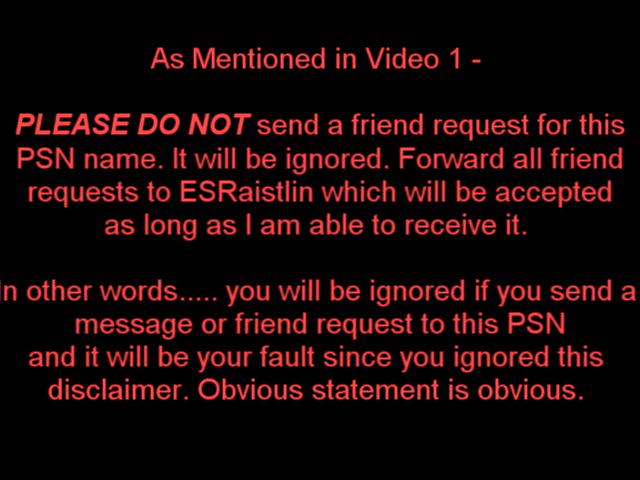 As Mentioned in Video 1 -
PLEASE DO NOT send a friend request for this
PSN name. It will be ignored. Forward all friend
requests to ESRaistlin which will be accepted
as long as I am able to receive it.
In other words..... you will be ignored if you send a
message or friend request to this PSN
and it will be your fault since you ignored this
disclaimer. Obvious statement is obvious.